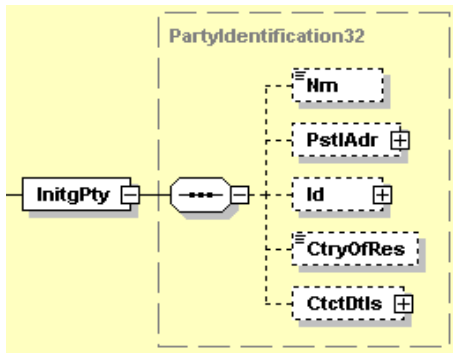 PartyIdentification32
Nm
PstlAdr
InitgPty
Id
CtryOfRes
CtctDtls